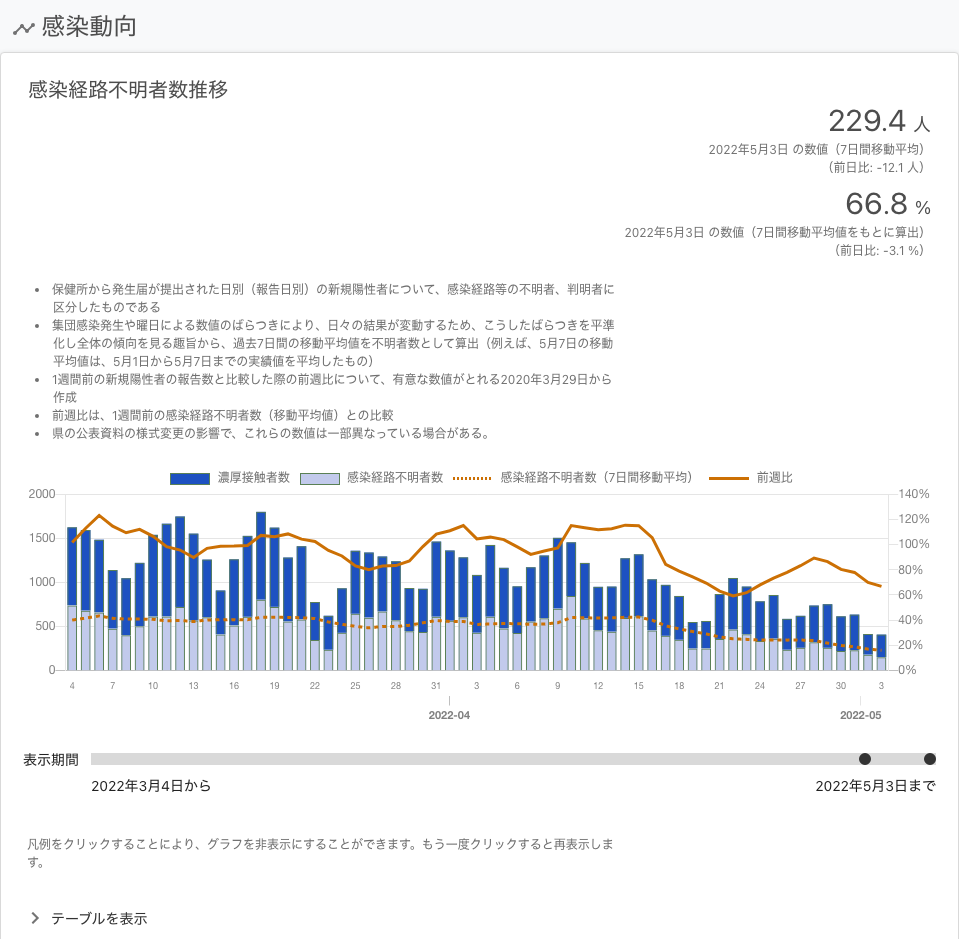 感染動向
感染経路不明者数推移
229.4 人
2022年5月3日 の数値（7日間移動平均）
（前日比: -12.1 人）
66.8 %
2022年5月3日 の数値（7日間移動平均値をもとに算出）
（前日比: -3.1 %）
• 保健所から発生届が提出された日別（報告日別）の新規陽性者について、感染経路等の不明者、判明者に
区分したものである
• 集団感染発生や曜日による数値のばらつきにより、日々の結果が変動するため、こうしたばらつきを平準
化し全体の傾向を見る趣旨から、過去7日間の移動平均値を不明者数として算出（例えば、5月7日の移動
平均値は、5月1日から5月7日までの実績値を平均したもの）
• 1週間前の新規陽性者の報告数と比較した際の前週比について、有意な数値がとれる2020年3月29日から
作成
• 前週比は、1週間前の感染経路不明者数（移動平均値）との比較
• 県の公表資料の様式変更の影響で、これらの数値は一部異なっている場合がある。
濃厚接触者数 感染経路不明者数 感染経路不明者数（7日間移動平均） 前週比
2000 140%
120%
1500 100%
1000 80%
60%
500 40%
20%
0 0%
4 7 10 13 16 19 22 25 28 31 3 6 9 12 15 18 21 24 27 30 3
2022-04 2022-05
表示期間
2022年3月4日から 2022年5月3日まで
凡例をクリックすることにより、グラフを非表示にすることができます。もう一度クリックすると再表示しま
す。
テーブルを表示